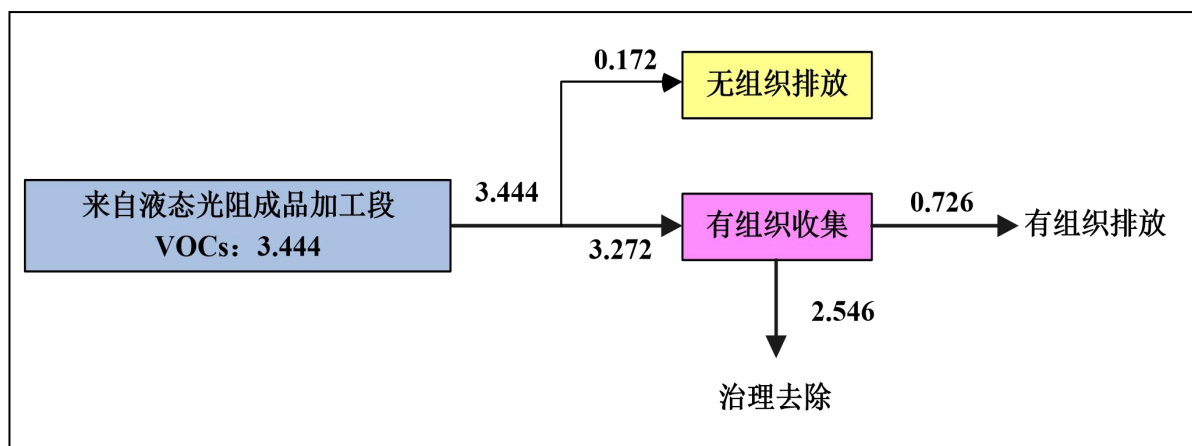 0.172
无组织排放
来自液态光阻成品加工段
VOCs：3.444
3.444
3.272
有组织收集
0.726
有组织排放
2.546
治理去除